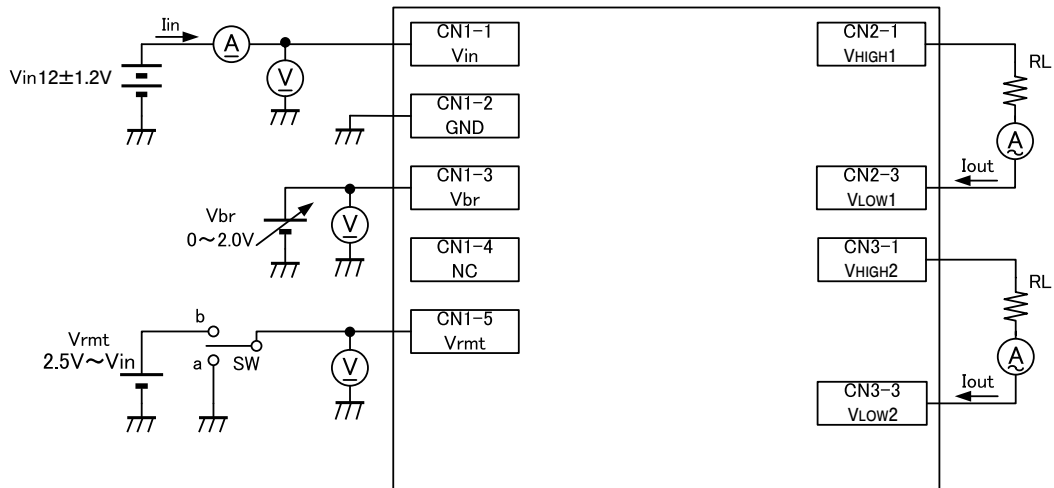 Iin
A
Vin12±1.2V
V
CN1-1
Vin
CN1-2
GND
CN1-3
Vbr
Vbr
0～2.0V
V
CN1-4
NC
CN1-5
Vrmt
Vrmt
2.5V～Vin
b
a
SW
V
CN2-1
VHIGH1
RL
A
Iout
CN2-3
VLOW1
CN3-1
VHIGH2
RL
A
Iout
CN3-3
VLOW2